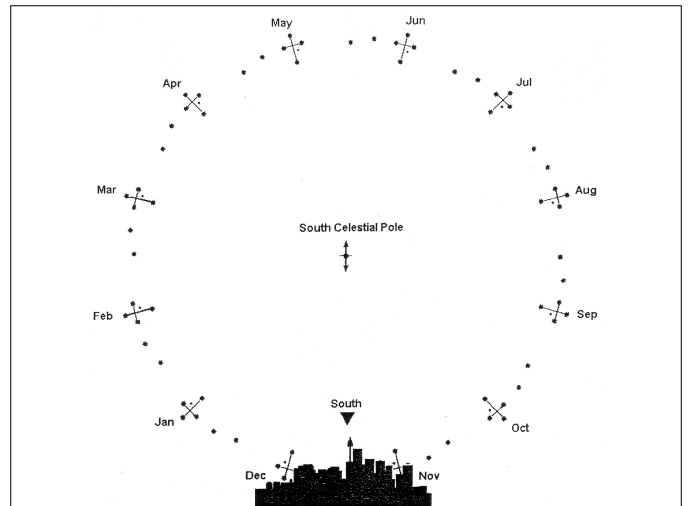 May
Jun
Apr
Jul
Mar
Aug
South Celestial Pole
Feb
Sep
South
Jan
Oct
Dec
Nov